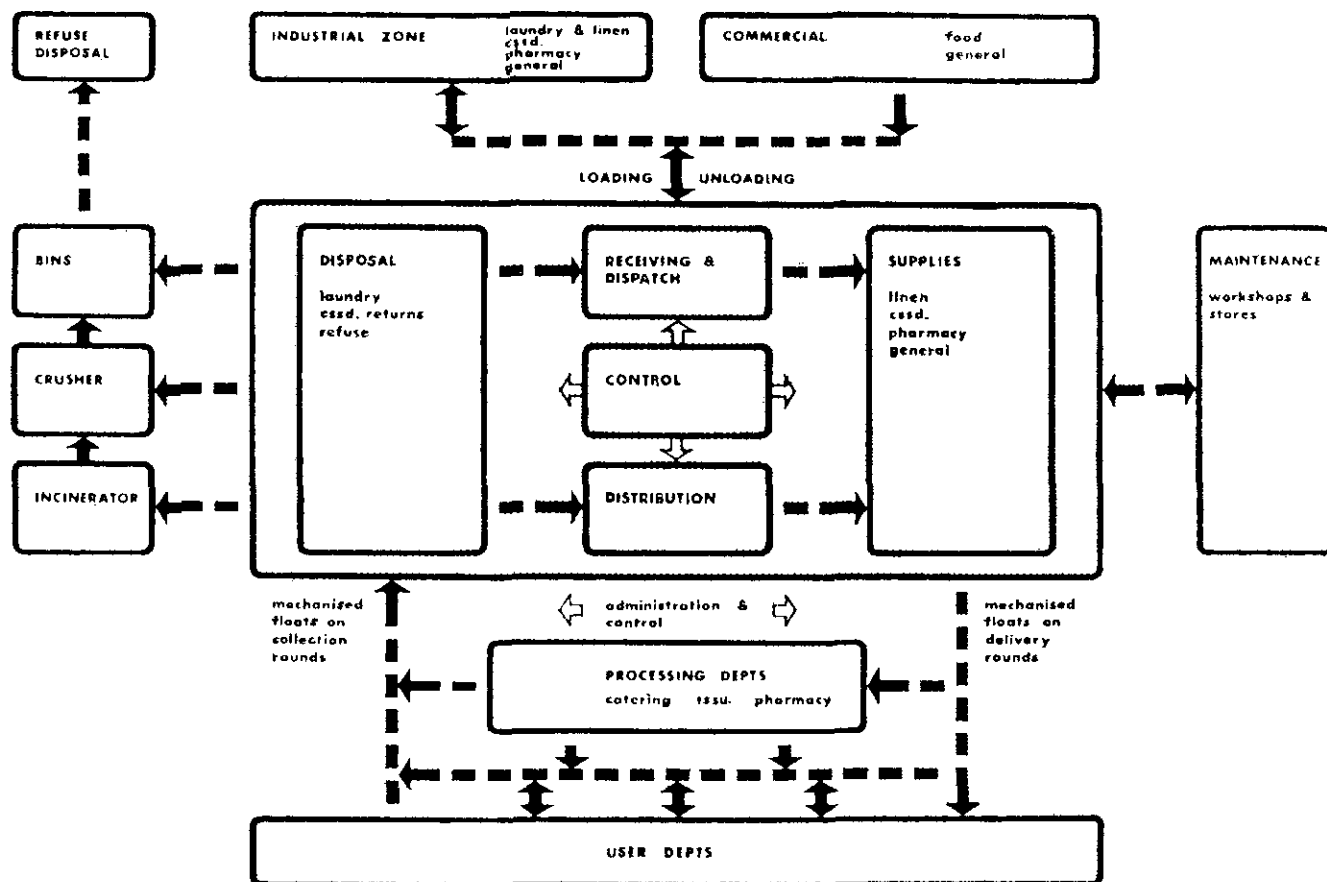 REFUSE
DISPOSAL
INDUSTRIAL ZONE
laundry & linen
cssd.
pharmacy
general
COMMERCIAL
food
general
LOADING
UNLOADING
BINS
CRUSHER
INCINERATOR
DISPOSAL
laundry
cssd. returns
refuse
RECEIVING &
DISPATCH
CONTROL
DISTRIBUTION
SUPPLIES
linen
cssd.
pharmacy
general
MAINTENANCE
workshops &
stores
mechanised
floats on
collection
rounds
administration &
control
mechanised
floats on
delivery
rounds
PROCESSING DEPTS
catering tssu. pharmacy
USER DEPTS